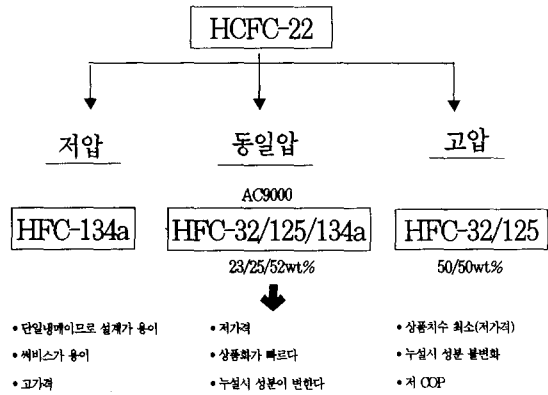 HCFC-22
저압
동일압
고압
AC9000
HFC-134a
HFC-32/125/134a
HFC-32/125
23/25/52wt%
50/50wt%
• 단일냉매이므로 설계가 용이
• 써비스가 용이
• 고가격
• 저가격
• 상품화가 빠르다
• 누설시 성분이 변한다
• 상품치수 최소(저가격)
• 누설시 성분 불변화
• 저 COP